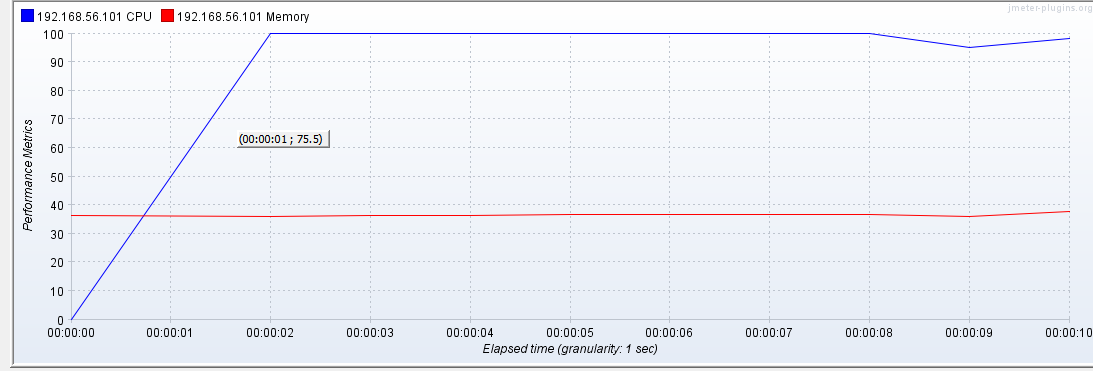 jmeter-plugins.org
192.168.56.101 CPU 192.168.56.101 Memory
100
90
80
70
60
50
40
30
20
10
0
Performance Metrics
(00:00:01 ; 75.5)
00:00:00 00:00:01 00:00:02 00:00:03 00:00:04 00:00:05 00:00:06 00:00:07 00:00:08 00:00:09 00:00:10
Elapsed time (granularity: 1 sec)